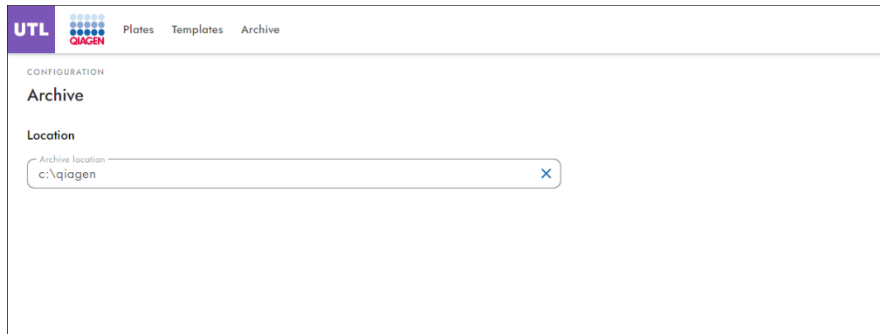 UTL QIAGEN Plates Templates Archive
CONFIGURATION
Archive
Location
Archive location
c:\qiagen